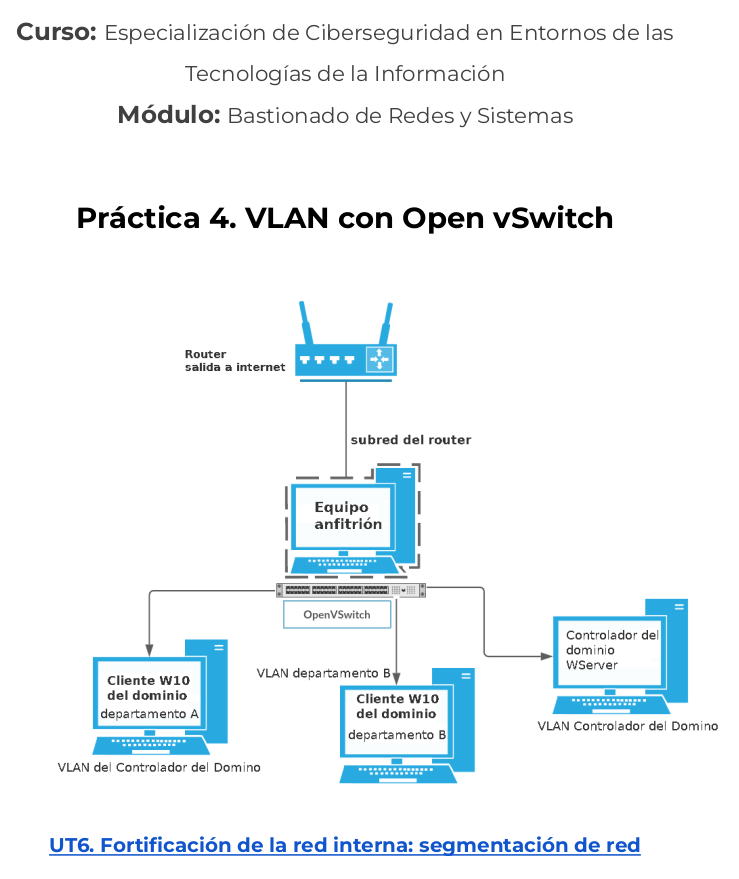 Curso: Especialización de Ciberseguridad en Entornos de las
Tecnologías de la Información
Módulo: Bastionado de Redes y Sistemas
Práctica 4. VLAN con Open vSwitch
Router
salida a internet
subred del router
Equipo
anfitrión
OpenVSwitch
Controlador del
dominio
WServer
VLAN Controlador del Domino
VLAN departamento B
Cliente W10
del dominio
departamento A
VLAN del Controlador del Domino
Cliente W10
del dominio
departamento B
UT6. Fortificación de la red interna: segmentación de red